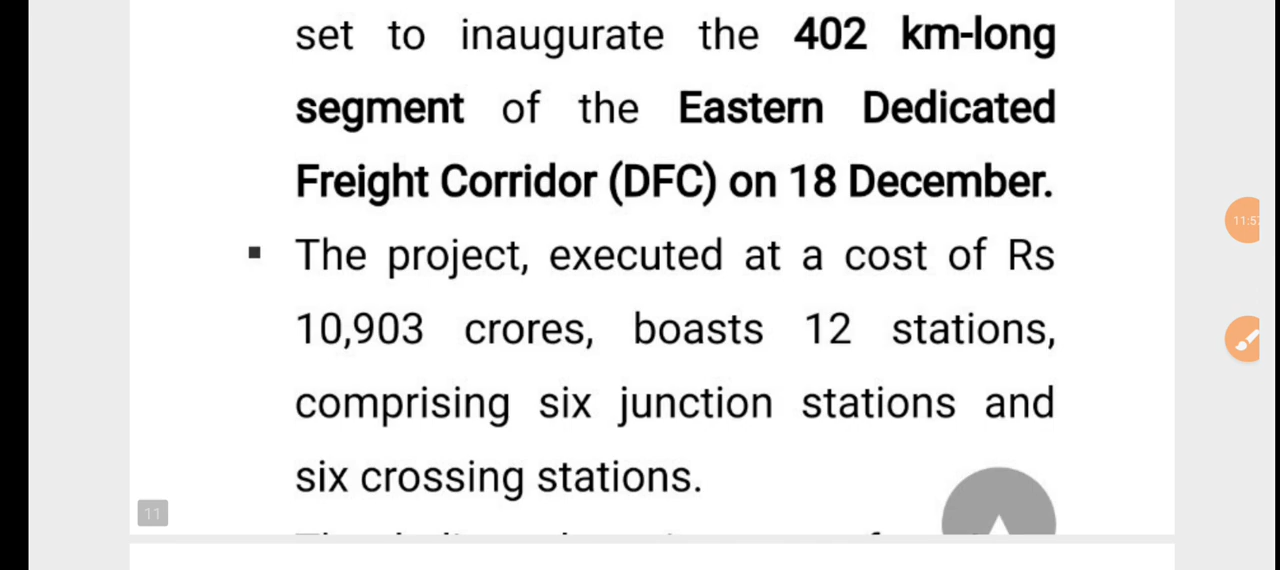 set to inaugurate the 402 km-long
segment of the Eastern Dedicated
Freight Corridor (DFC) on 18 December.
▪ The project, executed at a cost of Rs
10,903 crores, boasts 12 stations,
comprising six junction stations and
six crossing stations.
11
11:57